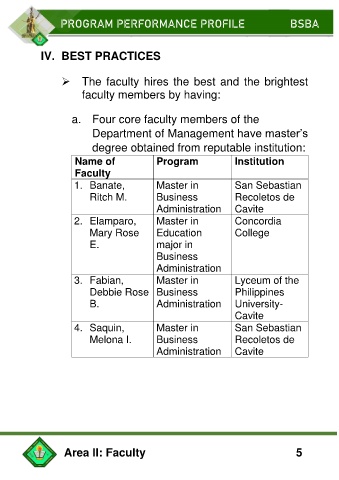 PROGRAM PERFORMANCE PROFILE BSBA
IV. BEST PRACTICES
➢ The faculty hires the best and the brightest
faculty members by having:
a. Four core faculty members of the
Department of Management have master's
degree obtained from reputable institution:
Name of Program Institution
Faculty
1. Banate, Master in San Sebastian
Ritch M. Business Recoletos de
Administration Cavite
2. Elamparo, Master in Concordia
Mary Rose Education College
E. major in
Business
Administration
3. Fabian, Master in Lyceum of the
Debbie Rose Business Philippines
B. Administration University-
Cavite
4. Saquin, Master in San Sebastian
Melona I. Business Recoletos de
Administration Cavite
Area II: Faculty 5